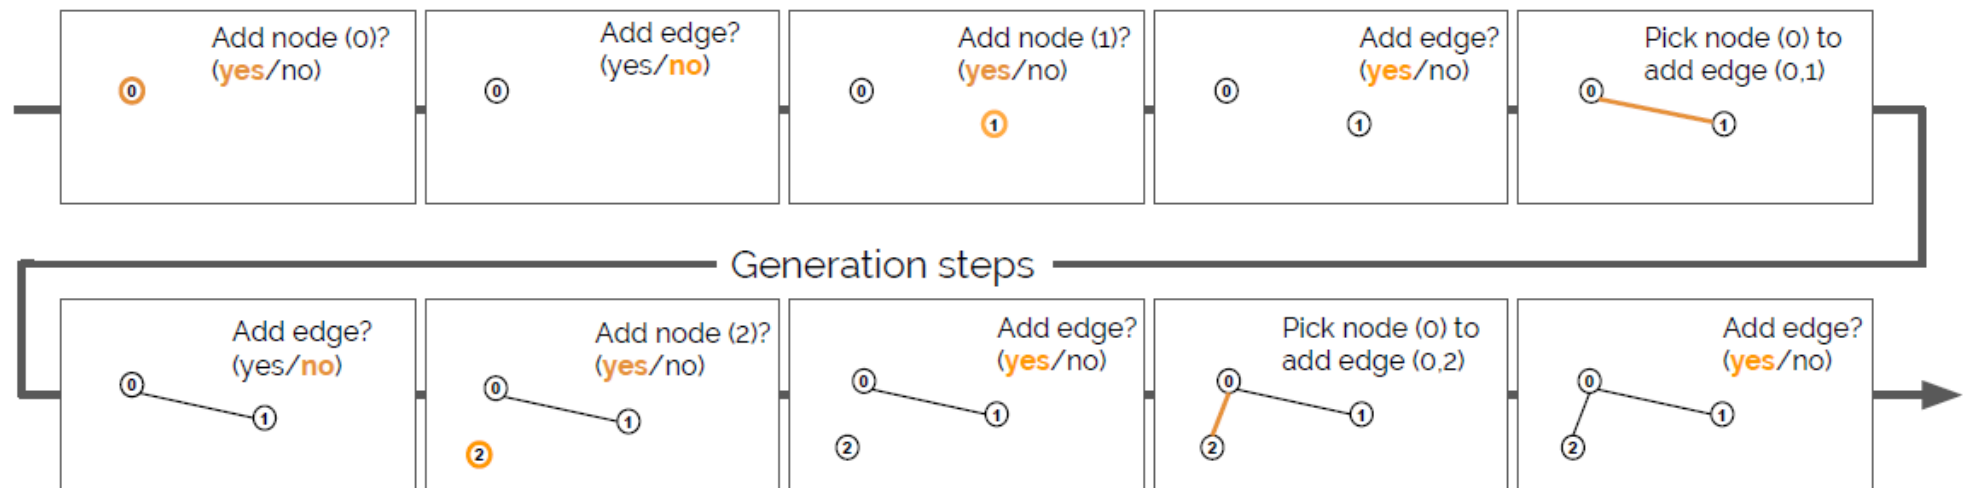 Add node (0)?
(yes/no)
0
Add edge?
(yes/no)
0
Add node (1)?
(yes/no)
0
1
Add edge?
(yes/no)
0
1
Pick node (0) to
add edge (0,1)
0
1
Generation steps
Add edge?
(yes/no)
0
1
Add node (2)?
(yes/no)
0
1
2
Add edge?
(yes/no)
0
1
2
Pick node (0) to
add edge (0,2)
0
1
2
Add edge?
(yes/no)
0
1
2